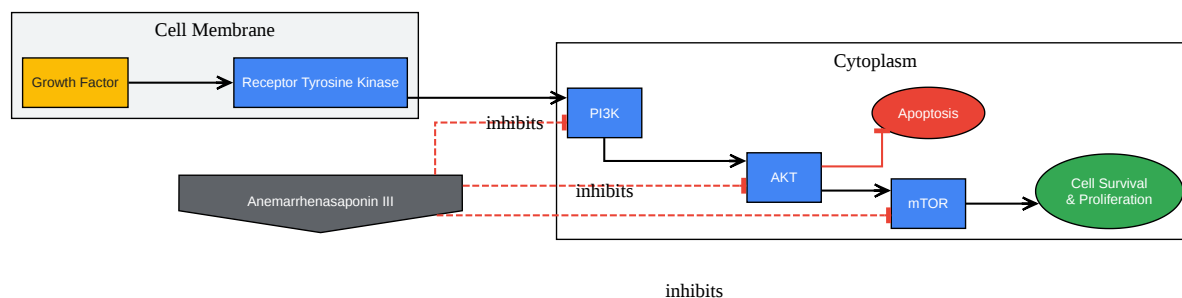 Cell Membrane
Growth Factor
Receptor Tyrosine Kinase
Cytoplasm
PI3K
Apoptosis
inhibits
AKT
Cell Survival
& Proliferation
inhibits
Anemarrhenasaponin III
mTOR
inhibits